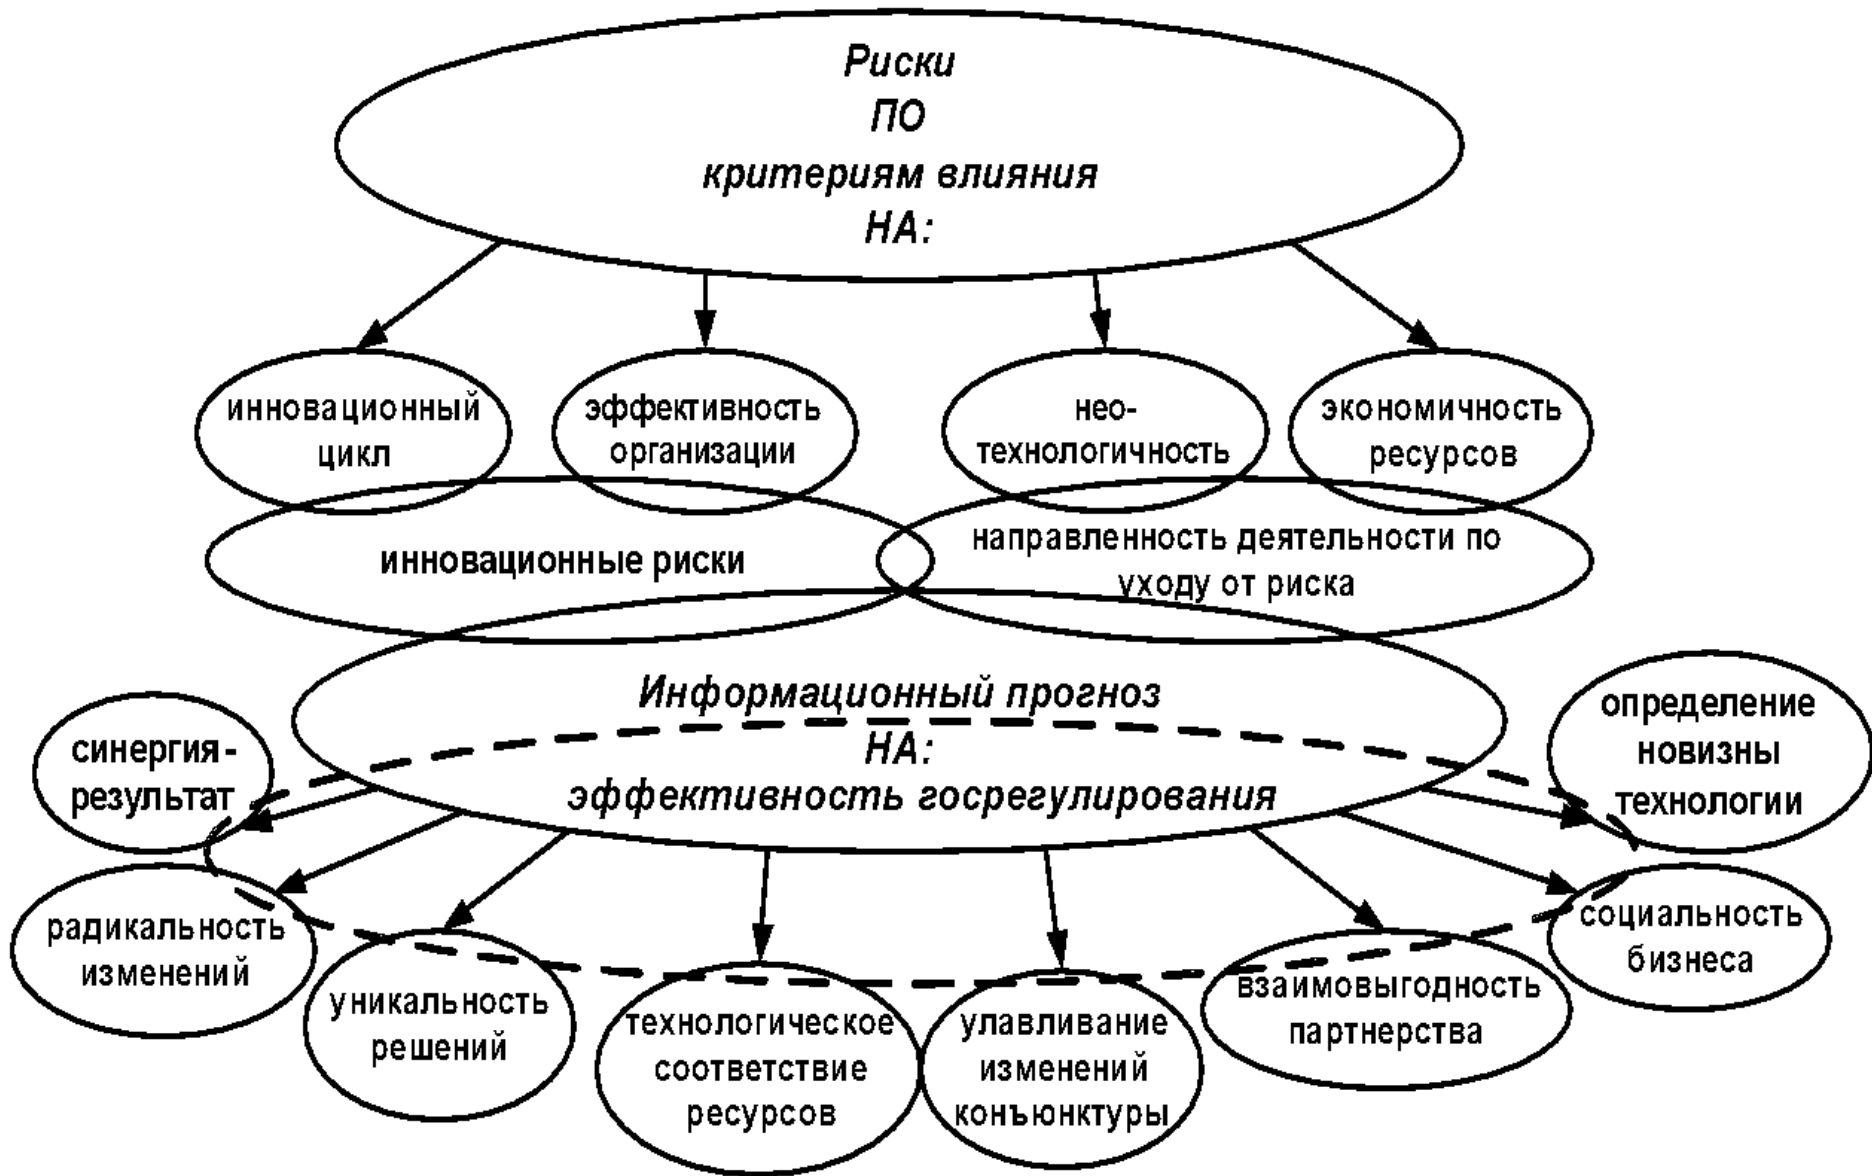 Риски
ПО
критериям влияния
НА:
инновационный
цикл
эффективность
организации
нео-
технологичность
экономичность
ресурсов
инновационные риски
направленность деятельности по
уходу от риска
Информационный прогноз
НА:
эффективность госрегулирования
синергия-
результат
радикальность
изменений
уникальность
решений
технологическое
соответствие
ресурсов
улавливание
изменений
конъюнктуры
взаимовыгодность
партнерства
социальность
бизнеса
определение
новизны
технологии